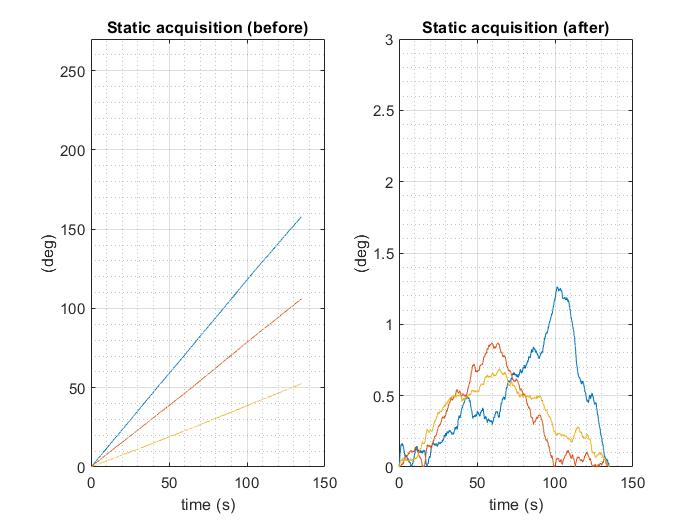 Static acquisition (before)
250
200
150
100
50
0
(deg)
0 50 100 150
time (s)
Static acquisition (after)
3
2.5
2
1.5
1
0.5
0
(deg)
0 50 100 150
time (s)